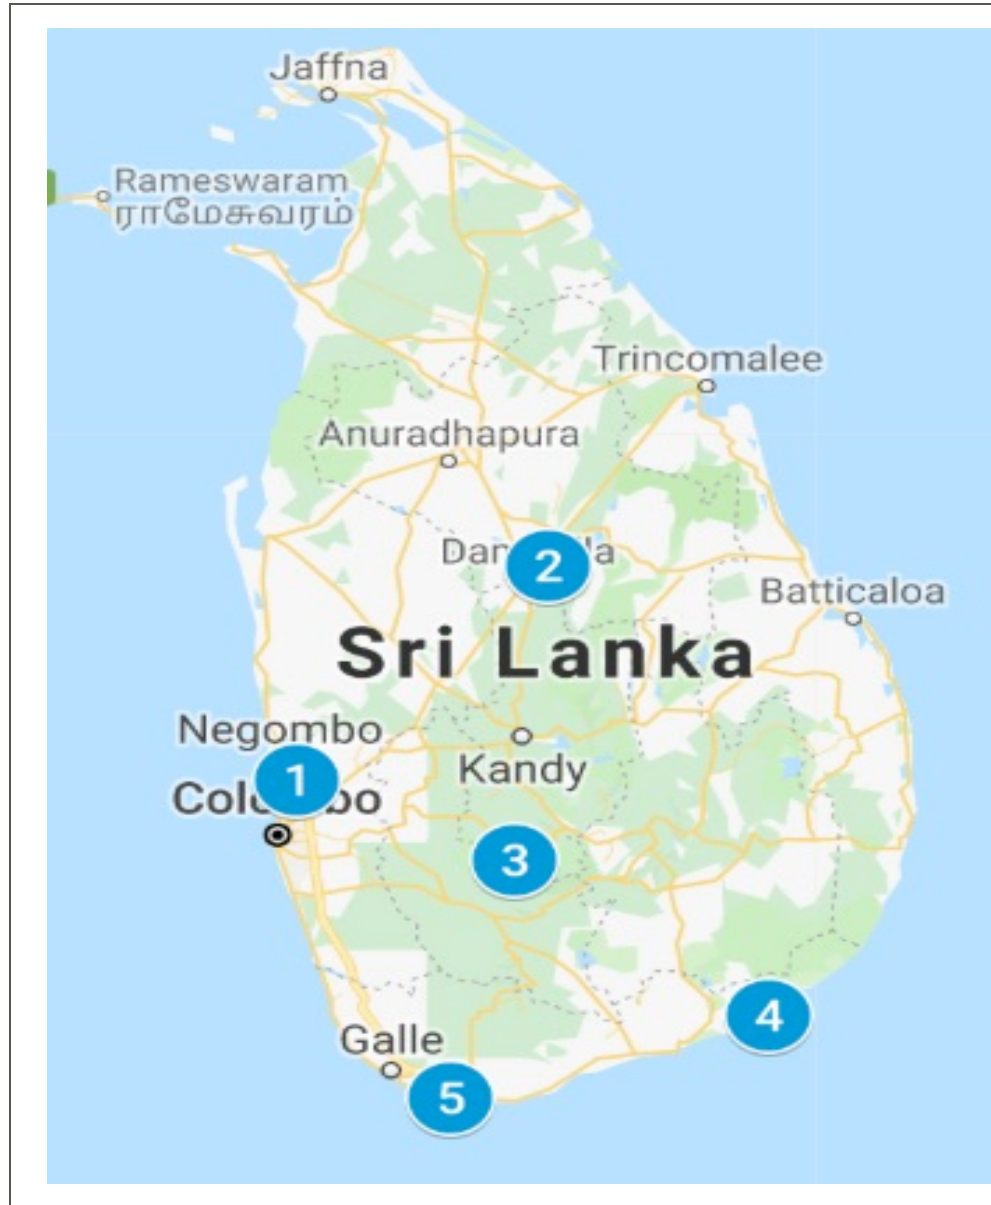 Jaffna
Rameswaram
ராமேசுவரம்
Trincomalee
Anuradhapura
2
Batticaloa
Sri Lanka
Negombo
1
Kandy
3
4
Galle
5